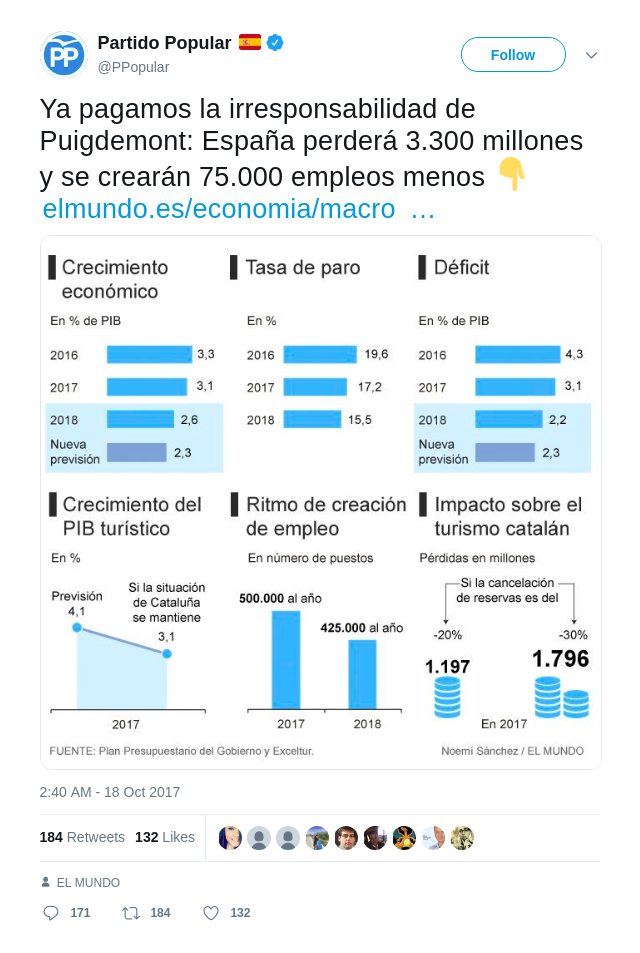 Partido Popular
@PPopular
Follow
Ya pagamos la irresponsabilidad de
Puigdemont: España perderá 3.300 millones
y se crearán 75.000 empleos menos
elmundo.es/economia/macro …
Crecimiento
económico
En % de PIB
2016 3,3
2017 3,1
2018 2,6
Nueva
previsión 2,3
Tasa de paro
En %
2016 19,6
2017 17,2
2018 15,5
Déficit
En % de PIB
2016 4,3
2017 3,1
2018 2,2
Nueva
previsión 2,3
Crecimiento del
PIB turístico
En %
Previsión
4,1
Si la situación
de Cataluña
se mantiene
3,1
2017
Ritmo de creación
de empleo
En número de puestos
500.000 al año
425.000 al año
2017 2018
Impacto sobre el
turismo catalán
Pérdidas en millones
Si la cancelación
de reservas es del
-20% -30%
1.197 1.796
En 2017
FUENTE: Plan Presupuestario del Gobierno y Exceltur.
Noemí Sánchez / EL MUNDO
2:40 AM - 18 Oct 2017
184 Retweets 132 Likes
EL MUNDO
171 184 132